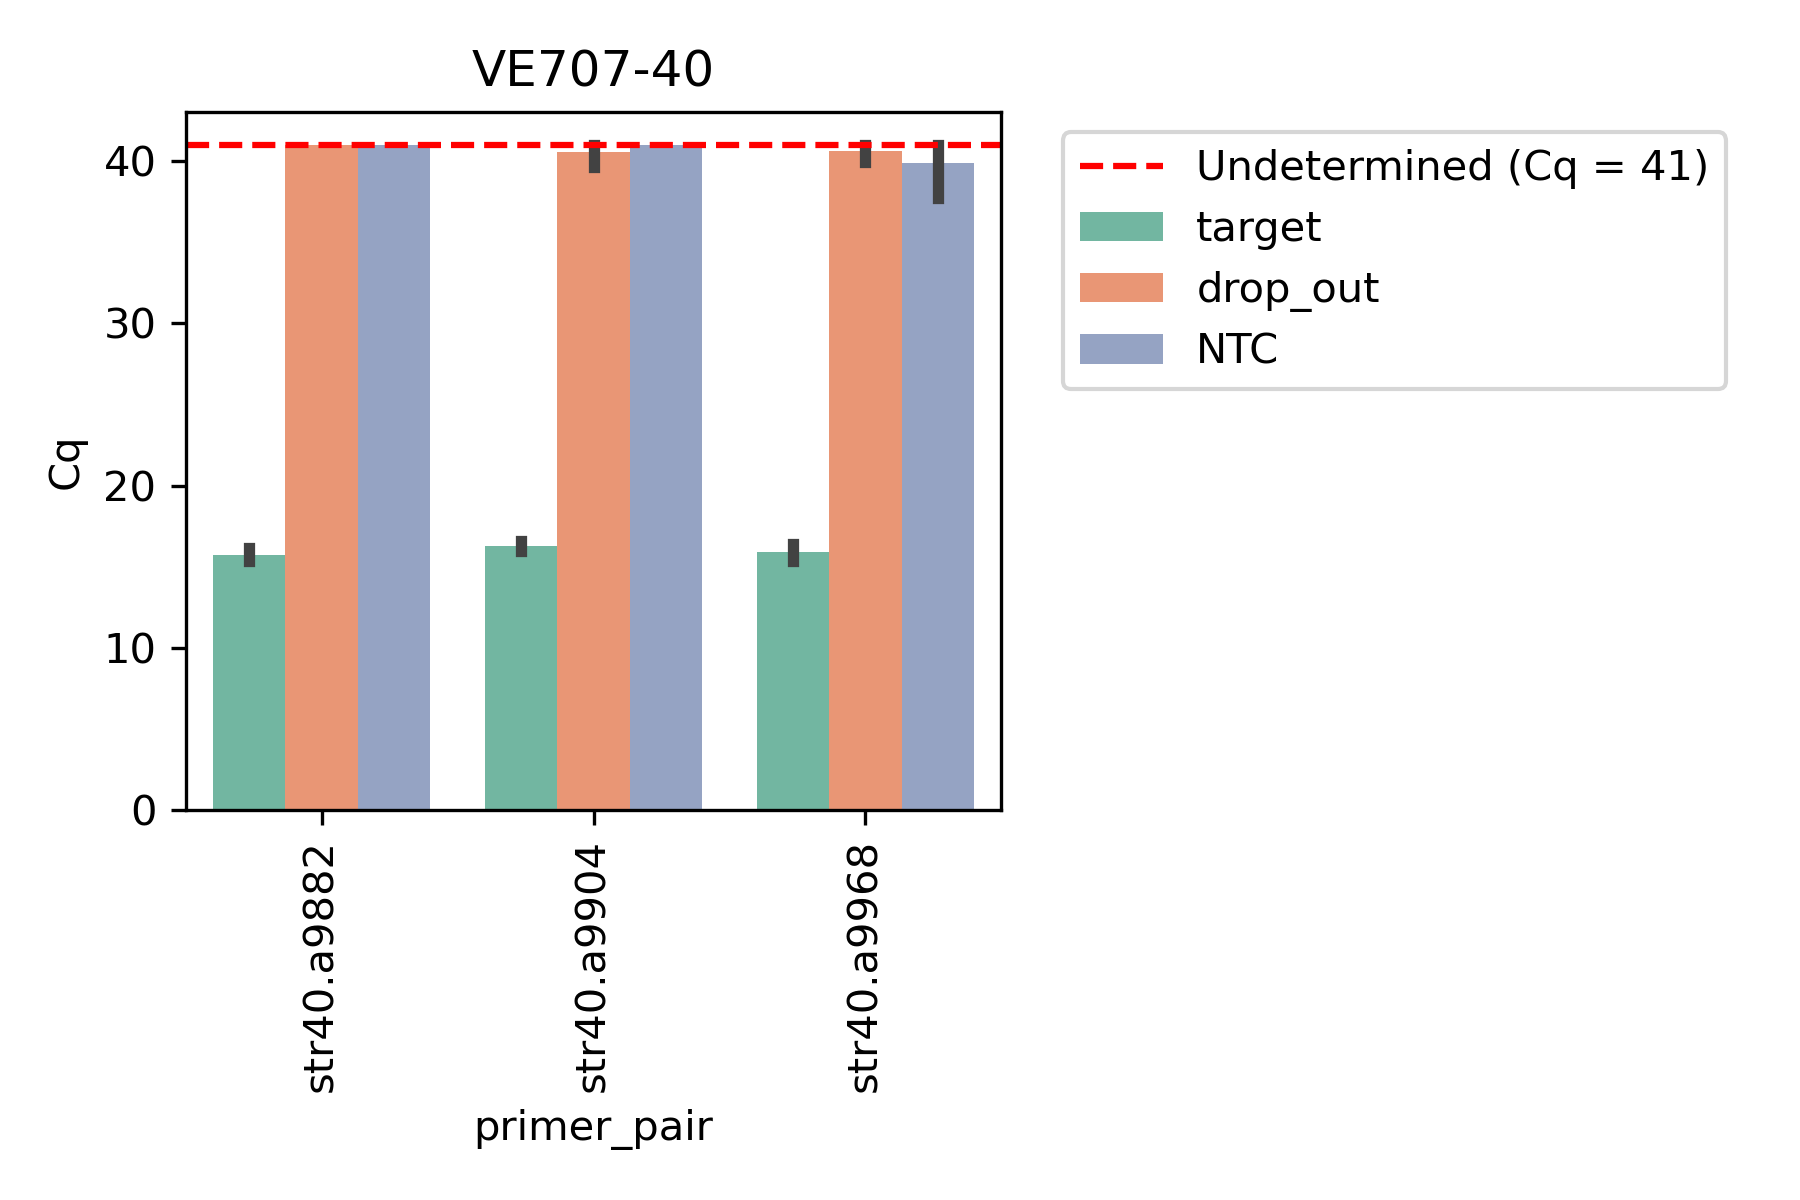 VE707-40
Undetermined (Cq = 41)
target
drop_out
NTC
Cq
40
30
20
10
0
str40.a9882
str40.a9904
str40.a9968
primer_pair